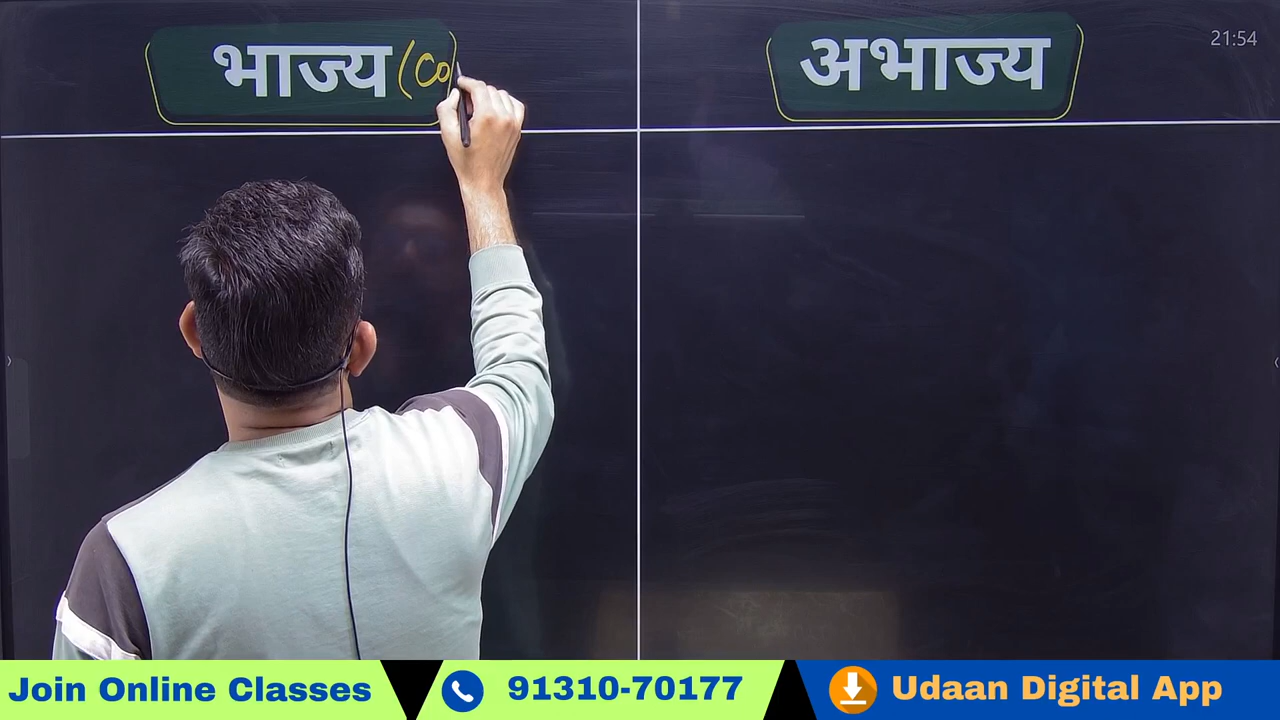 भाज्य (Co
अभाज्य
21:54
Join Online Classes
91310-70177
Udaan Digital App